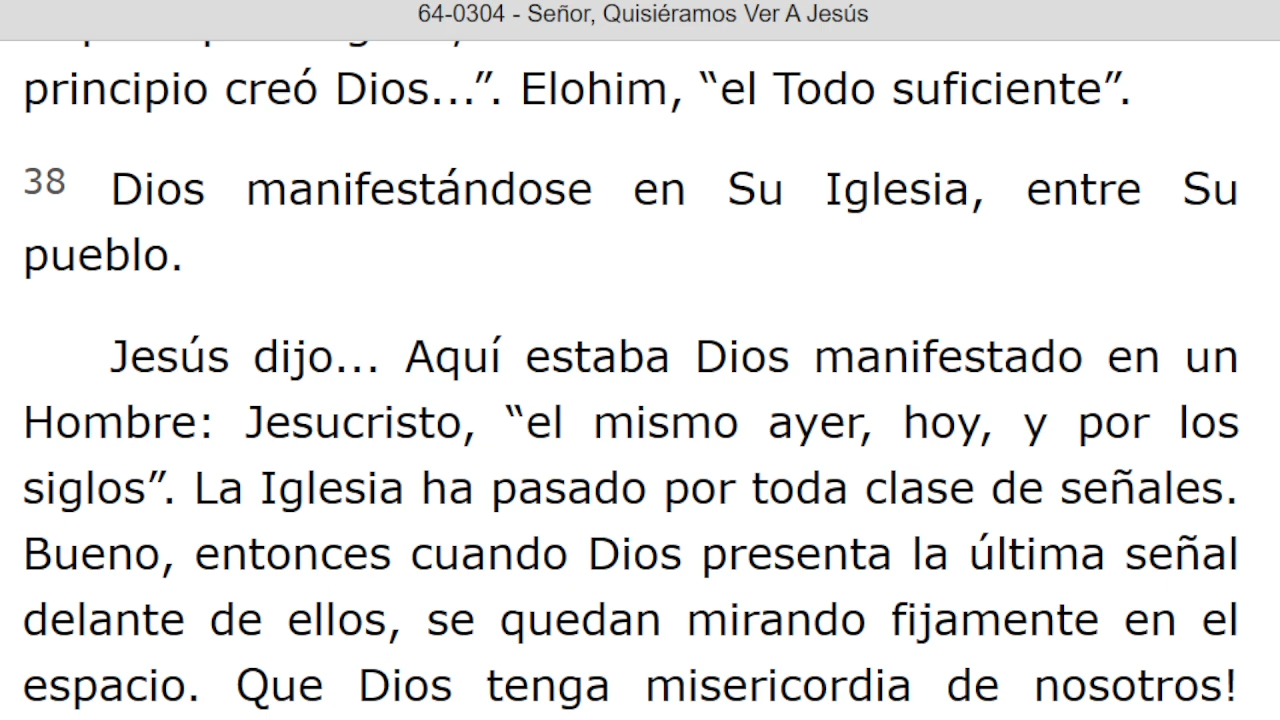 64-0304 - Señor, Quisiéramos Ver A Jesús
principio creó Dios...”. Elohim, “el Todo suficiente”.
38 Dios manifestándose en Su Iglesia, entre Su
pueblo.
Jesús dijo... Aquí estaba Dios manifestado en un
Hombre: Jesucristo, “el mismo ayer, hoy, y por los
siglos”. La Iglesia ha pasado por toda clase de señales.
Bueno, entonces cuando Dios presenta la última señal
delante de ellos, se quedan mirando fijamente en el
espacio. Que Dios tenga misericordia de nosotros!